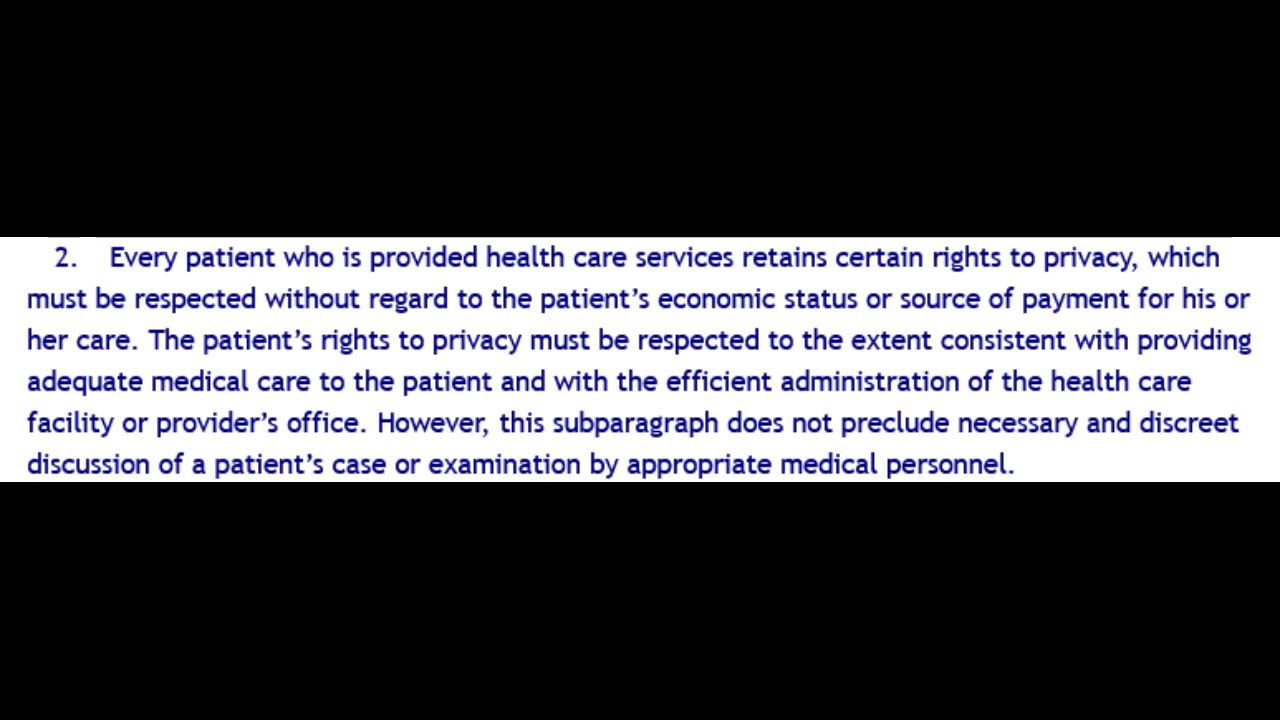 2. Every patient who is provided health care services retains certain rights to privacy, which
must be respected without regard to the patient’s economic status or source of payment for his or
her care. The patient’s rights to privacy must be respected to the extent consistent with providing
adequate medical care to the patient and with the efficient administration of the health care
facility or provider’s office. However, this subparagraph does not preclude necessary and discreet
discussion of a patient’s case or examination by appropriate medical personnel.